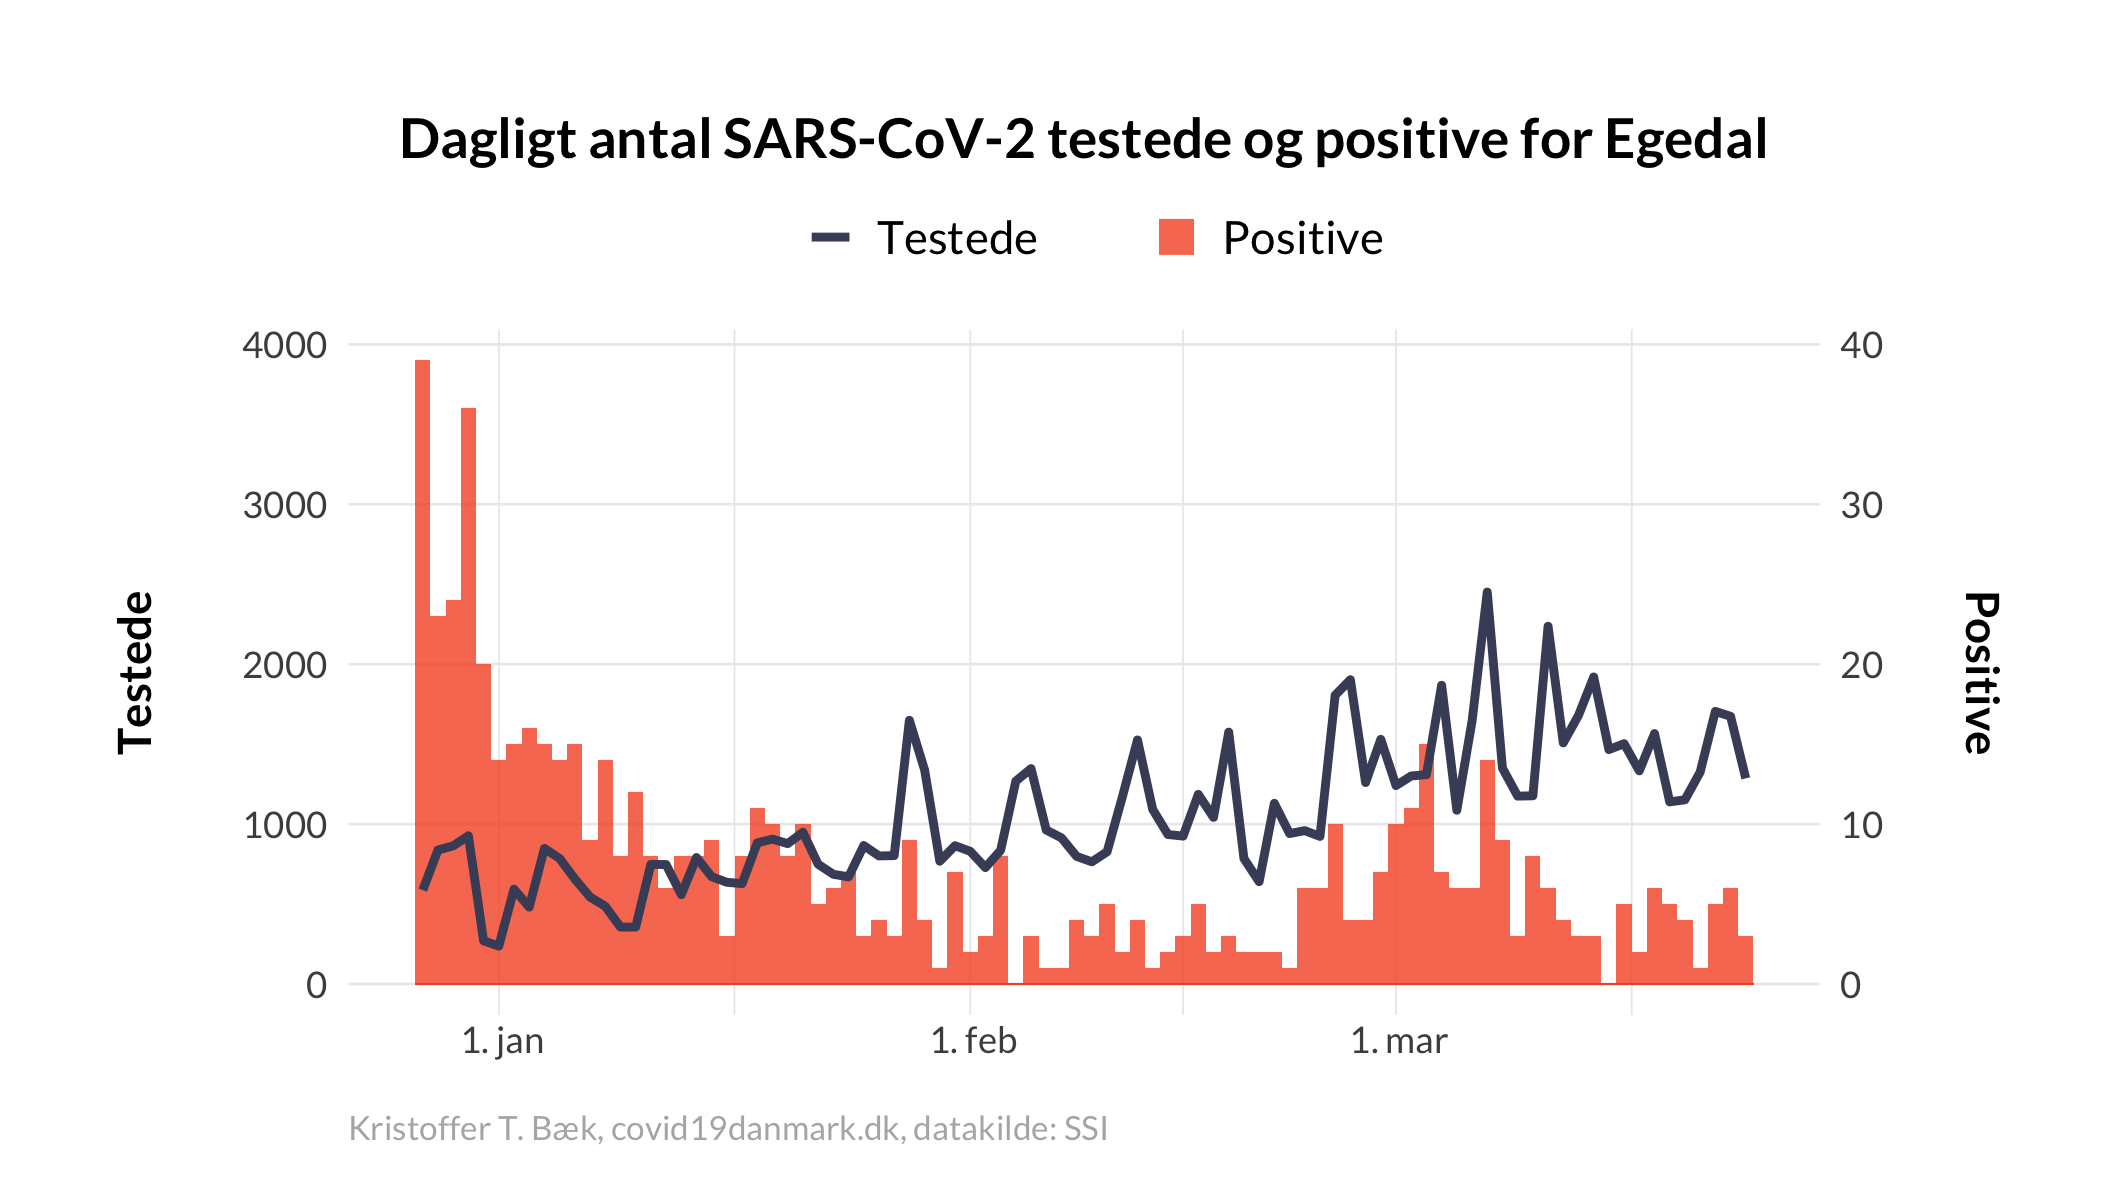 Dagligt antal SARS-CoV-2 testede og positive for Egedal
Testede Positive
4000 40
3000 30
2000 20
1000 10
0 0
Testede
Positive
1. jan 1. feb 1. mar
Kristoffer T. Bæk, covid19danmark.dk, datakilde: SSI